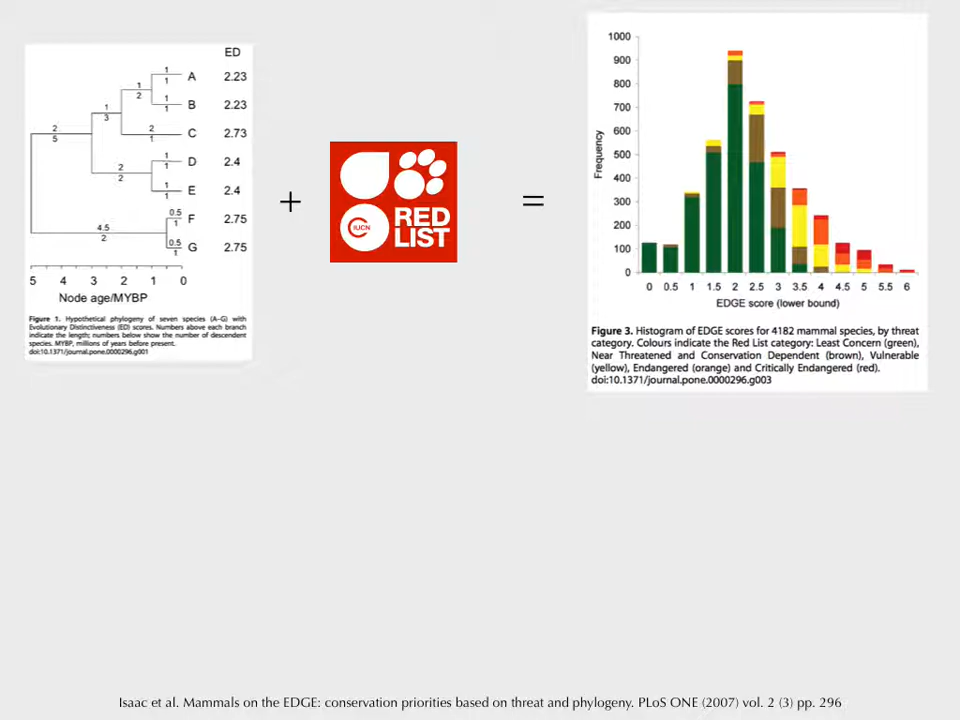 ED
1
1
A 2.23
1
2
1
1
B 2.23
1
3
2
1
C 2.73
2
5
1
1
D 2.4
2
2
1
1
E 2.4
0.5
1
F 2.75
4.5
2
0.5
1
G 2.75
5 4 3 2 1 0
Node age/MYBP
Figure 1. Hypothetical phylogeny of seven species (A–G) with
Evolutionary Distinctiveness (ED) scores. Numbers above each branch
indicate the length; numbers below show the number of descendent
species. MYBP, millions of years before present.
doi:10.1371/journal.pone.0000296.g001
+
IUCN
RED
LIST
=
1000
900
800
700
600
500
400
300
200
100
0
Frequency
0 0.5 1 1.5 2 2.5 3 3.5 4 4.5 5 5.5 6
EDGE score (lower bound)
Figure 3. Histogram of EDGE scores for 4182 mammal species, by threat
category. Colours indicate the Red List category: Least Concern (green),
Near Threatened and Conservation Dependent (brown), Vulnerable
(yellow), Endangered (orange) and Critically Endangered (red).
doi:10.1371/journal.pone.0000296.g003
Isaac et al. Mammals on the EDGE: conservation priorities based on threat and phylogeny. PLoS ONE (2007) vol. 2 (3) pp. 296